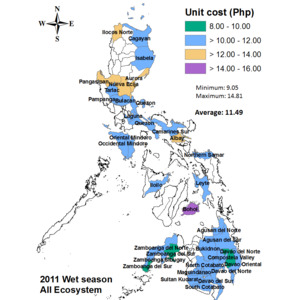 Unit cost (Php)
8.00 - 10.00
> 10.00 - 12.00
> 12.00 - 14.00
> 14.00 - 16.00
Minimum: 9.05
Maximum: 14.81
Average: 11.49
N
W
E
S
Ilocos Norte
Cagayan
Isabela
Aurora
Pangasinan
Nueva Ecija
Tarlac
Pampanga
Bulacan
Quezon
Laguna
Quezon
Camarines Sur
Albay
Oriental Mindoro
Occidental Mindoro
Northern Samar
Iloilo
Leyte
Bohol
Agusan del Norte
Agusan del Sur
Zamboanga del Norte
Bukidnon
Davao del Norte
Zamboanga
Compostela Valley
Zamboanga Sibugay
North Cotabato
Davao Oriental
Zamboanga del Sur
Maguindanao
Davao del Norte
Sultan Kudarat
Davao del Sur
South Cotabato
2011 Wet season
All Ecosystem